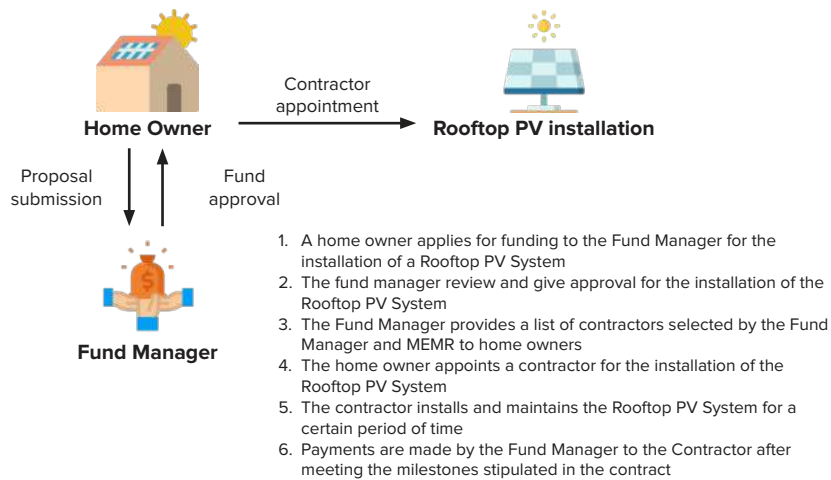 Contractor
appointment
Home Owner
Rooftop PV installation
Proposal
submission
Fund
approval
$
Fund Manager
1. A home owner applies for funding to the Fund Manager for the
installation of a Rooftop PV System
2. The fund manager review and give approval for the installation of the
Rooftop PV System
3. The Fund Manager provides a list of contractors selected by the Fund
Manager and MEMR to home owners
4. The home owner appoints a contractor for the installation of the
Rooftop PV System
5. The contractor installs and maintains the Rooftop PV System for a
certain period of time
6. Payments are made by the Fund Manager to the Contractor after
meeting the milestones stipulated in the contract